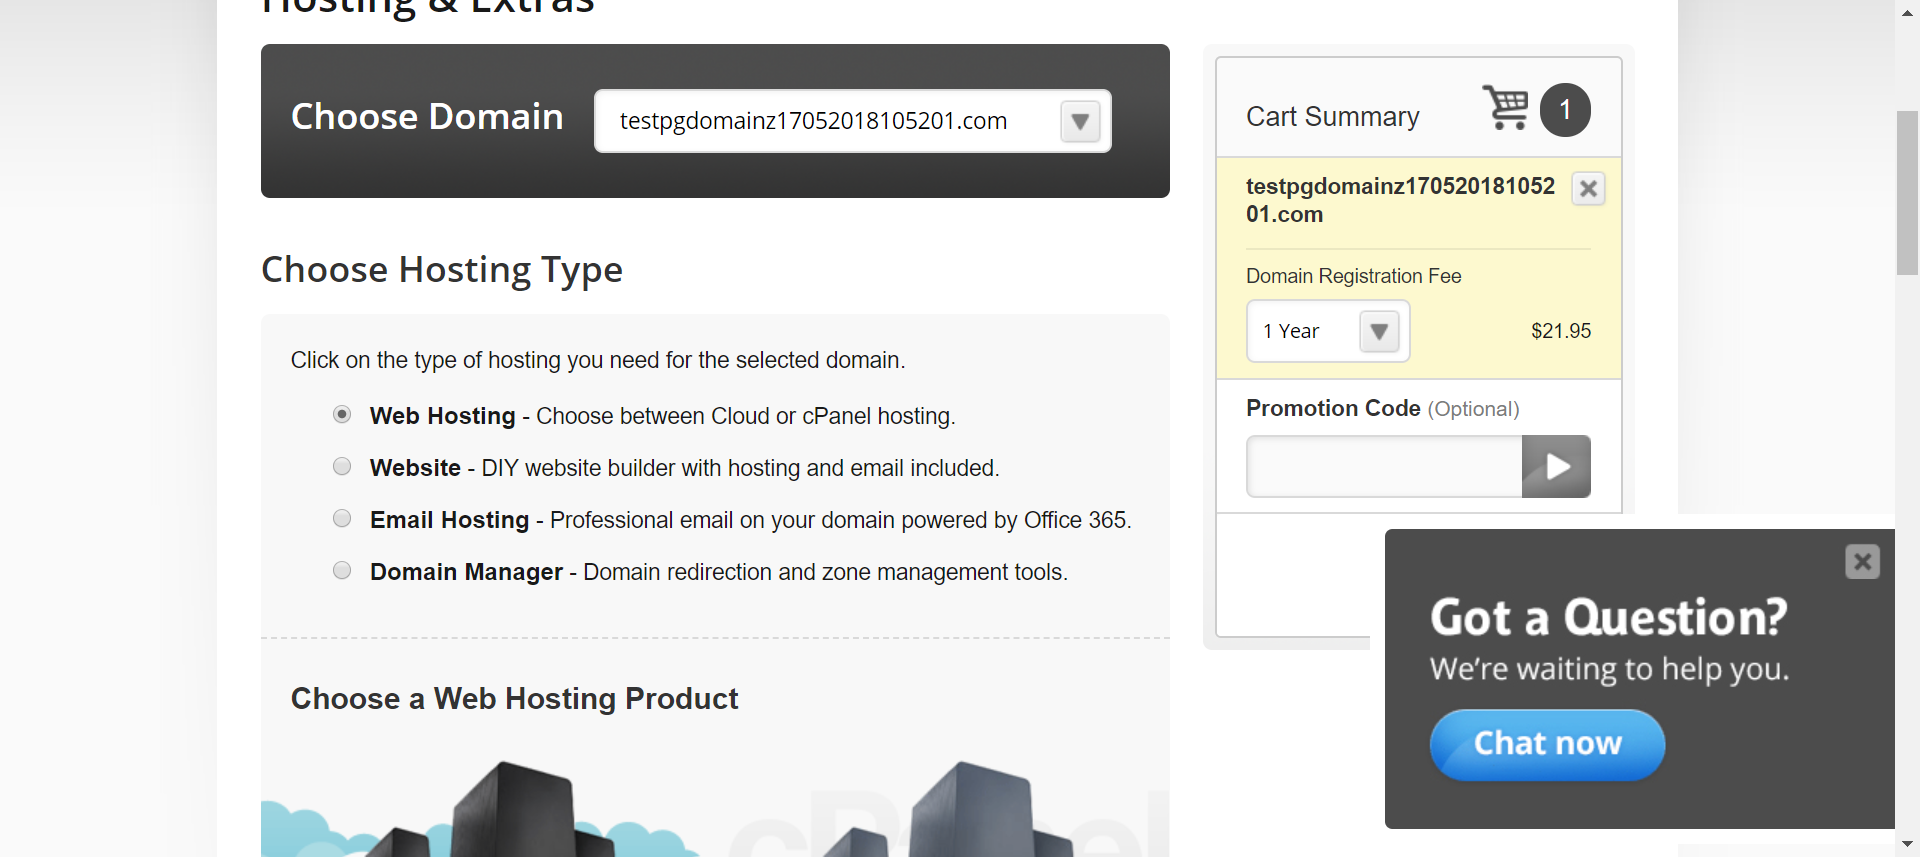 Hosting & Extras
Choose Domain
testpgdomainz17052018105201.com
Choose Hosting Type
Click on the type of hosting you need for the selected domain.
Web Hosting - Choose between Cloud or cPanel hosting.
Website - DIY website builder with hosting and email included.
Email Hosting - Professional email on your domain powered by Office 365.
Domain Manager - Domain redirection and zone management tools.
Choose a Web Hosting Product
cPanel
Cart Summary
1
testpgdomainz170520181052
01.com
Domain Registration Fee
1 Year
$21.95
Promotion Code (Optional)
Got a Question?
We're waiting to help you.
Chat now